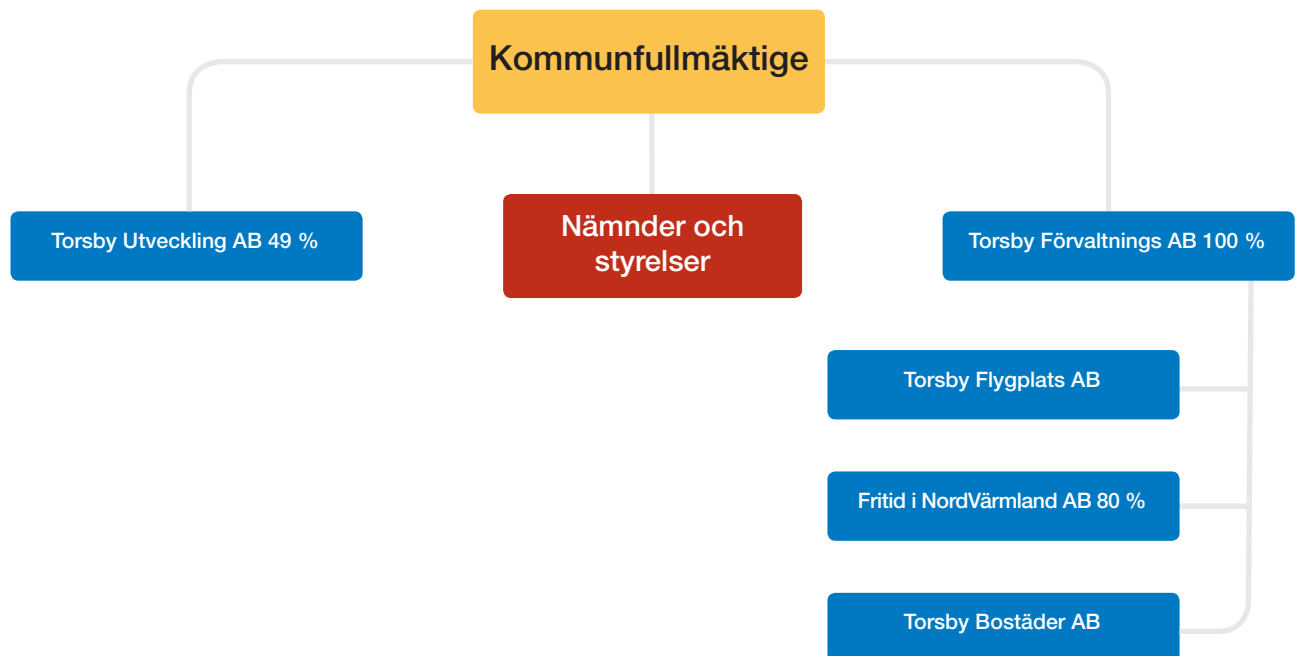 Kommunfullmäktige
Torsby Utveckling AB 49 %
Nämnder och
styrelser
Torsby Förvaltnings AB 100 %
Torsby Flygplats AB
Fritid i NordVärmland AB 80 %
Torsby Bostäder AB